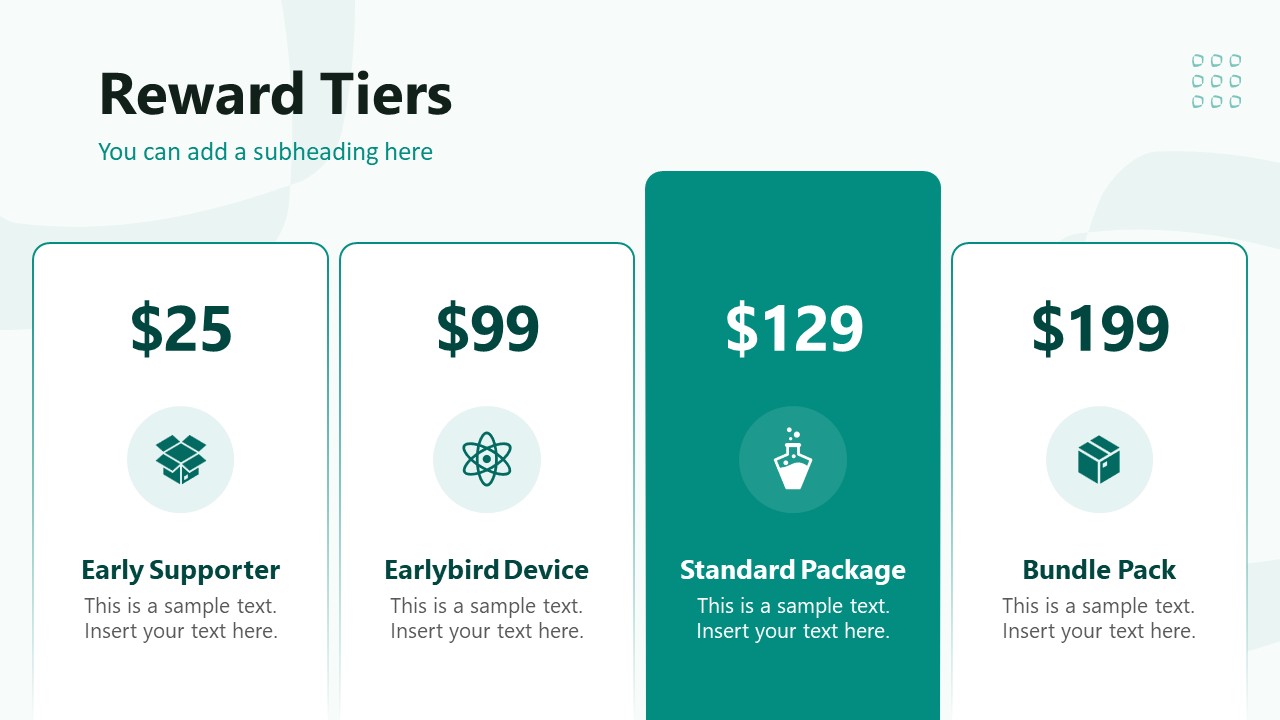 Reward Tiers
You can add a subheading here
$25
Early Supporter
This is a sample text.
Insert your text here.
$99
Earlybird Device
This is a sample text.
Insert your text here.
$129
Standard Package
This is a sample text.
Insert your text here.
$199
Bundle Pack
This is a sample text.
Insert your text here.